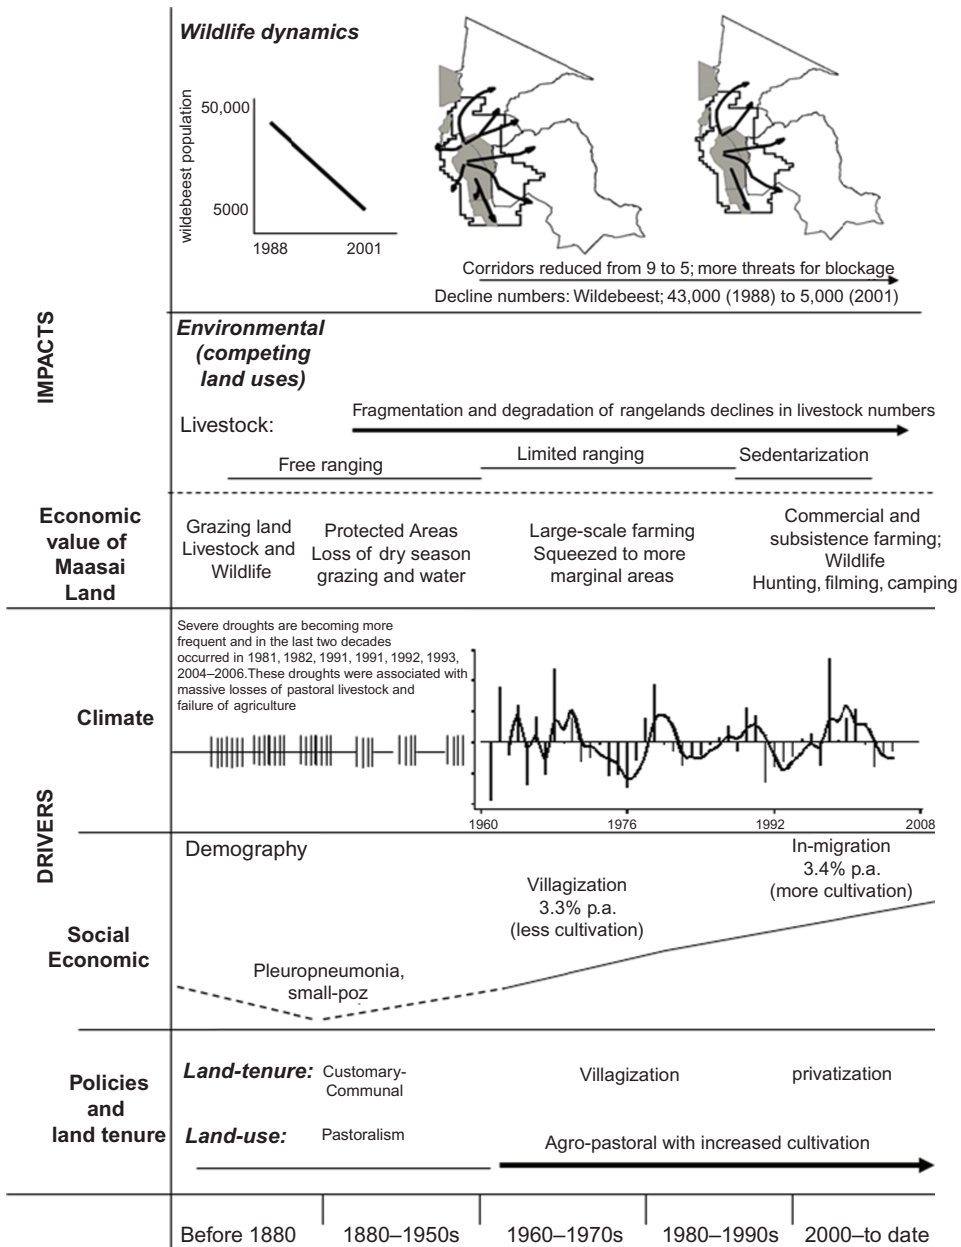 Wildlife dynamics
wildebeest population
50,000
5000
1988
2001
Corridors reduced from 9 to 5; more threats for blockage
Decline numbers: Wildebeest; 43,000 (1988) to 5,000 (2001)
IMPACTS
Environmental
(competing
land uses)
Livestock:
Fragmentation and degradation of rangelands declines in livestock numbers
Free ranging
Limited ranging
Sedentarization
Economic
value of
Maasai
Land
Grazing land
Livestock and
Wildlife
Protected Areas
Loss of dry season
grazing and water
Large-scale farming
Squeezed to more
marginal areas
Commercial and
subsistence farming;
Wildlife
Hunting, filming, camping
DRIVERS
Climate
Severe droughts are becoming more
frequent and in the last two decades
occurred in 1981, 1982, 1991, 1991, 1992, 1993,
2004–2006.These droughts were associated with
massive losses of pastoral livestock and
failure of agriculture
1960
1976
1992
2008
Social
Economic
Demography
Pleuropneumonia,
small-poz
Villagization
3.3% p.a.
(less cultivation)
In-migration
3.4% p.a.
(more cultivation)
Policies
and
land tenure
Land-tenure:
Customary-
Communal
Villagization
privatization
Land-use:
Pastoralism
Agro-pastoral with increased cultivation
Before 1880
1880–1950s
1960–1970s
1980–1990s
2000–to date